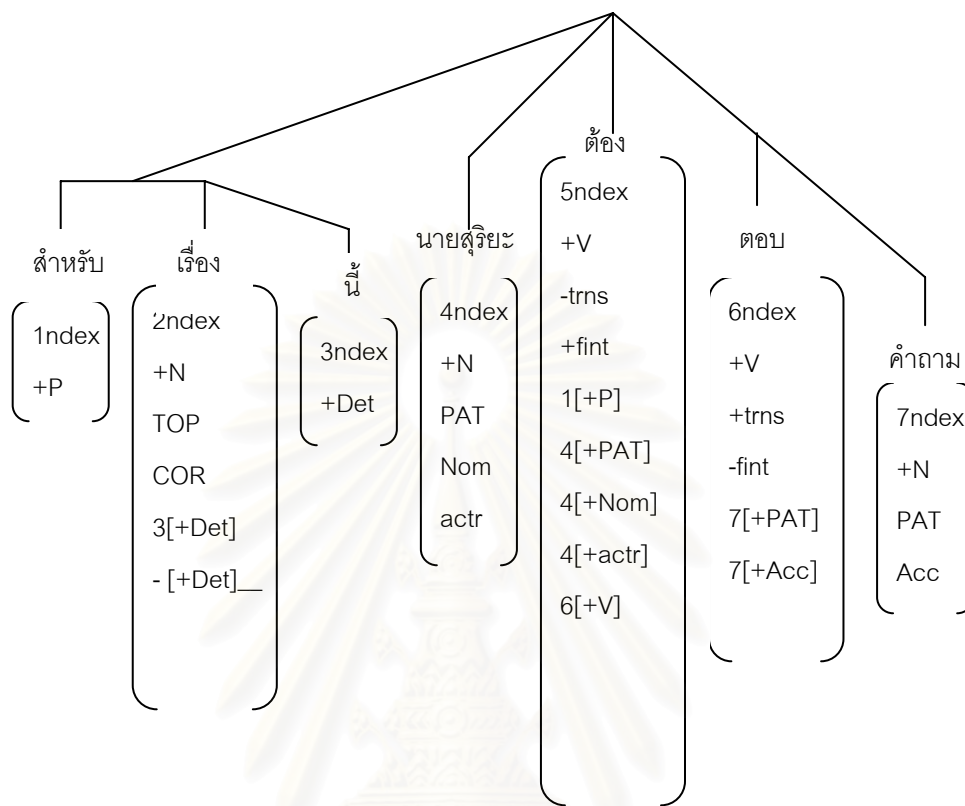 สำหรับ
1ndex
+P
เรื่อง
2ndex
+N
TOP
COR
3[+Det]
- [+Det]__
นี้
3ndex
+Det
นายสุริยะ
4ndex
+N
PAT
Nom
actr
ต้อง
5ndex
+V
-trns
+fint
1[+P]
4[+PAT]
4[+Nom]
4[+actr]
6[+V]
ตอบ
6ndex
+V
+trns
-fint
7[+PAT]
7[+Acc]
คำถาม
7ndex
+N
PAT
Acc